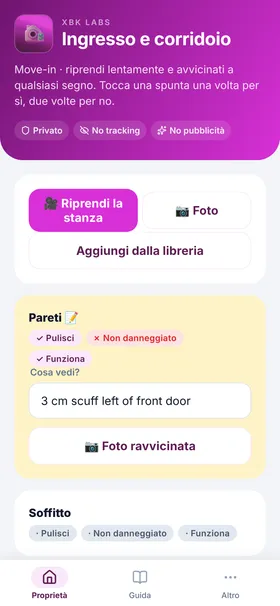 XBK LABS
Ingresso e corridoio
Move-in · riprendi lentamente e avvicinati a
qualsiasi segno. Tocca una spunta una volta per
sì, due volte per no.
Privato
No tracking
No pubblicità
🎥 Riprendi la
stanza
📷 Foto
Aggiungi dalla libreria
Pareti 📝
✓ Pulisci
× Non danneggiato
✓ Funziona
Cosa vedi?
3 cm scuff left of front door
📷 Foto ravvicinata
Soffitto
· Pulisci
· Non danneggiato
· Funziona
Proprietà
Guida
Altro